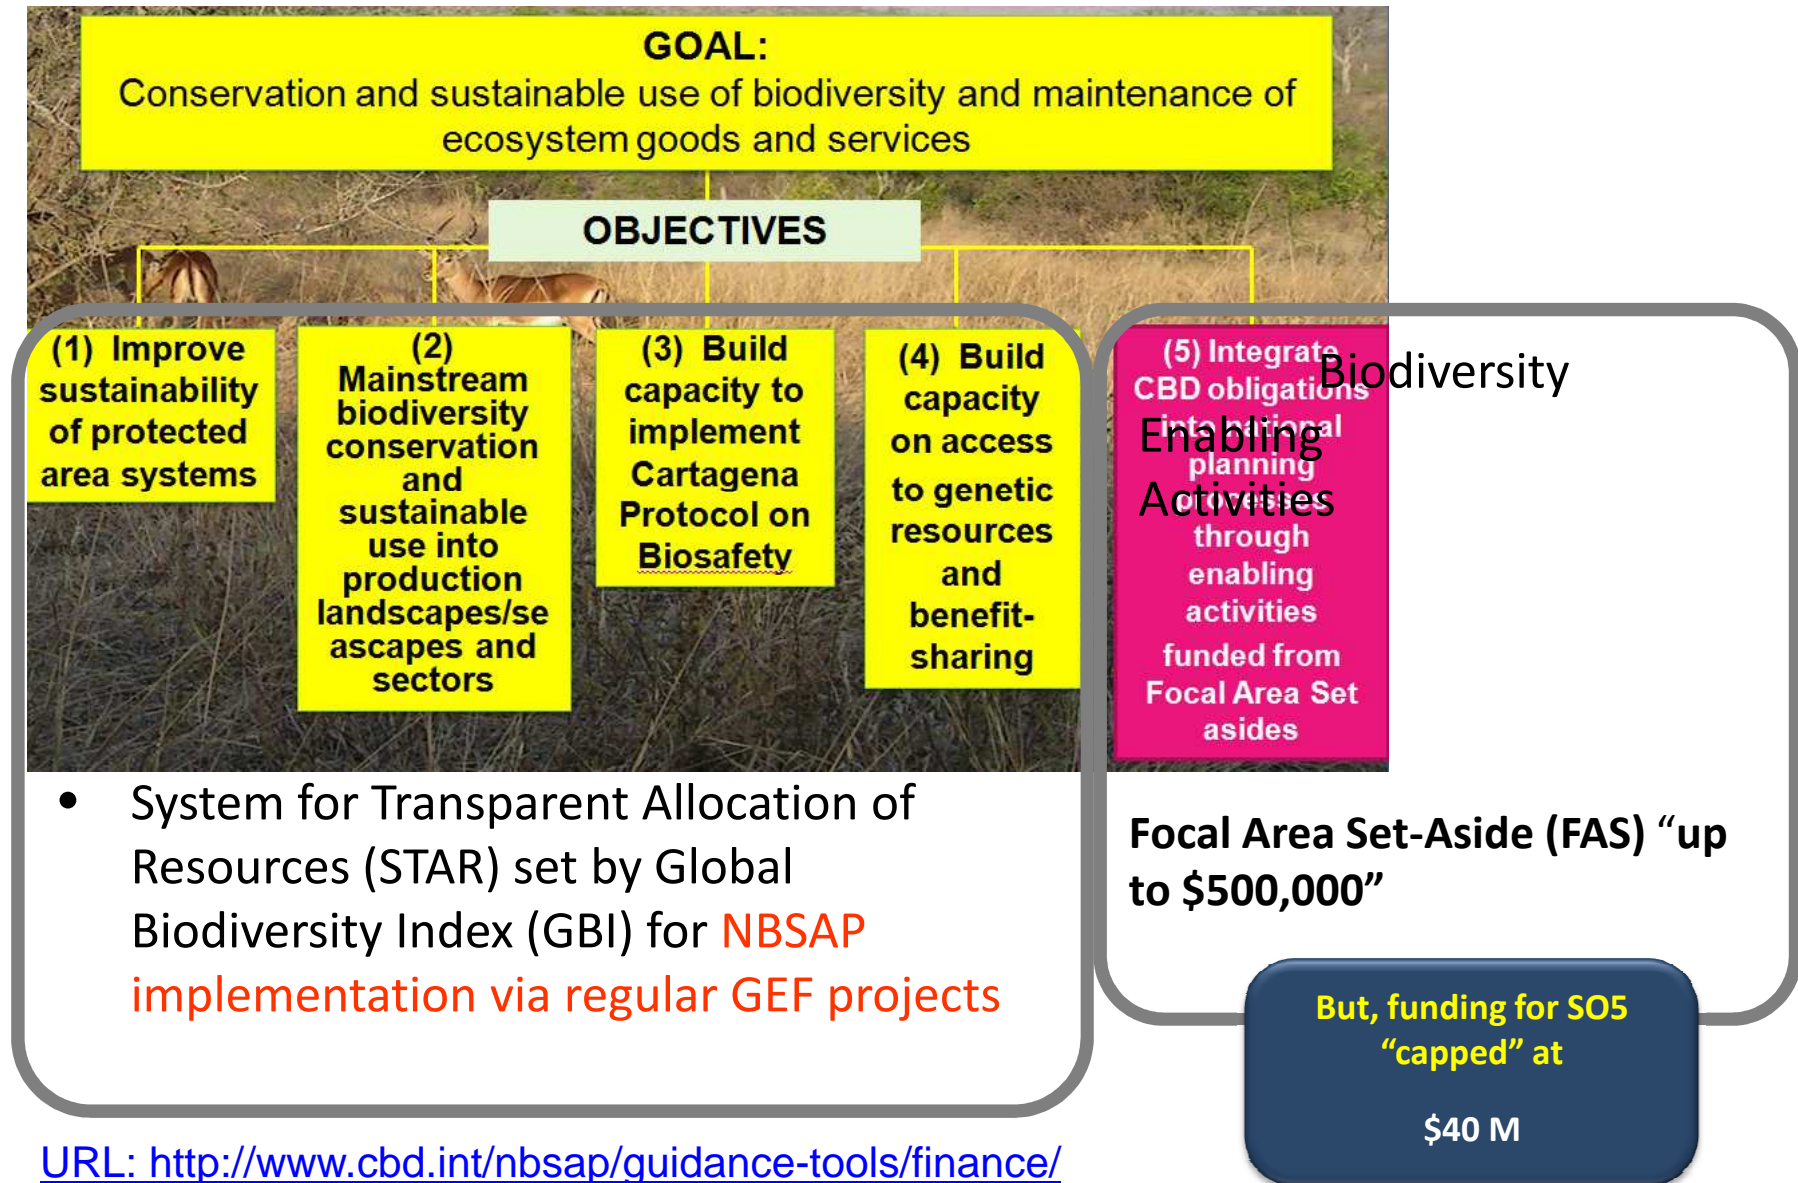 GOAL:
Conservation and sustainable use of biodiversity and maintenance of
ecosystem goods and services
OBJECTIVES
(1) Improve
sustainability
of protected
area systems
(2)
Mainstream
biodiversity
conservation
and
sustainable
use into
production
landscapes/se
ascapes and
sectors
(3) Build
capacity to
implement
Cartagena
Protocol on
Biosafety
(4) Build
capacity
on access
to genetic
resources
and
benefit-
sharing
(5) Integrate
CBD obligations
into national
planning
processes
through
enabling
activities
funded from
Focal Area Set
asides
Biodiversity
Enabling
Activities
• System for Transparent Allocation of
Resources (STAR) set by Global
Biodiversity Index (GBI) for NBSAP
implementation via regular GEF projects
Focal Area Set-Aside (FAS) “up
to $500,000”
But, funding for SO5
“capped” at
$40 M
URL: http://www.cbd.int/nbsap/guidance-tools/finance/